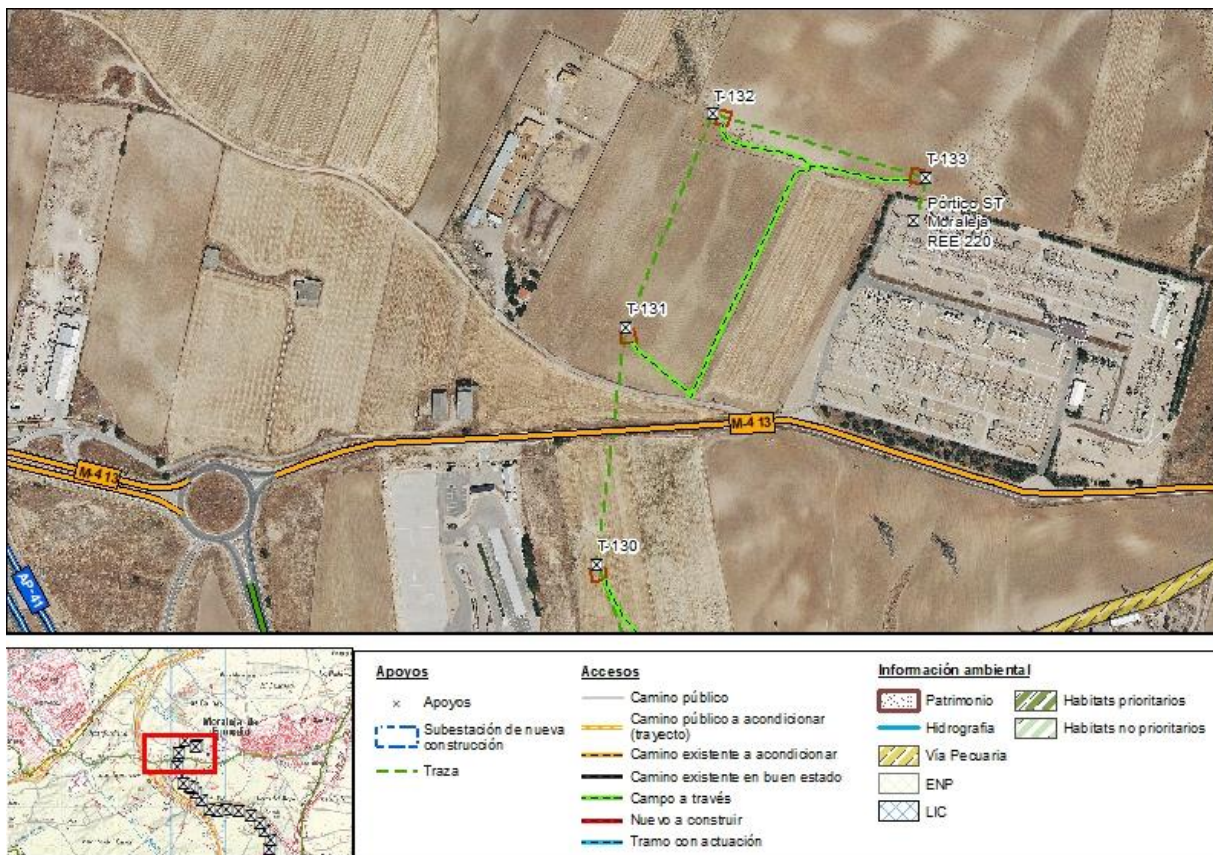 T-132
T-133
Pórtico ST
Moraleja
REE 220
T-131
M-413
M-413
T-130
AP-41
Moraleja de
Apoyos
Apoyos
Subestación de nueva
construcción
Traza
Accesos
Camino público
Camino público a acondicionar
(trayecto)
Camino existente a acondicionar
Camino existente en buen estado
Campo a través
Nuevo a construir
Tramo con actuación
Información ambiental
Patrimonio
Hidrografia
Vía Pecuaria
ENP
LIC
Habitats prioritarios
Habitats no prioritarios